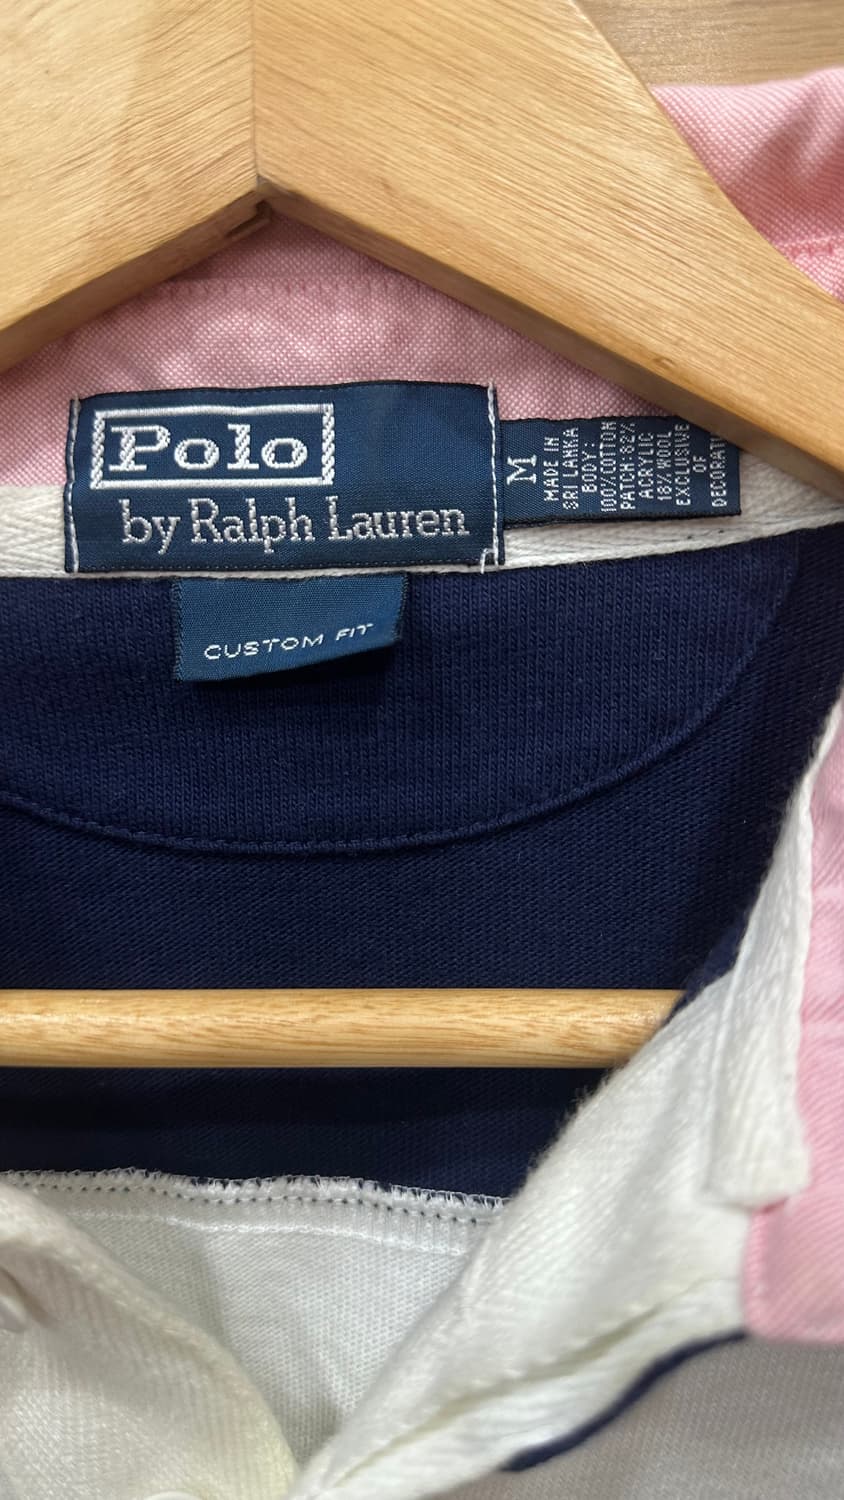 Polo
by Ralph Lauren
M
MADE IN
SRI LANKA
BODY:
100%COTTON
PATCH:82%
ACRYLIC
18% WOOL
EXCLUSIVE
OF
CUSTOM FIT